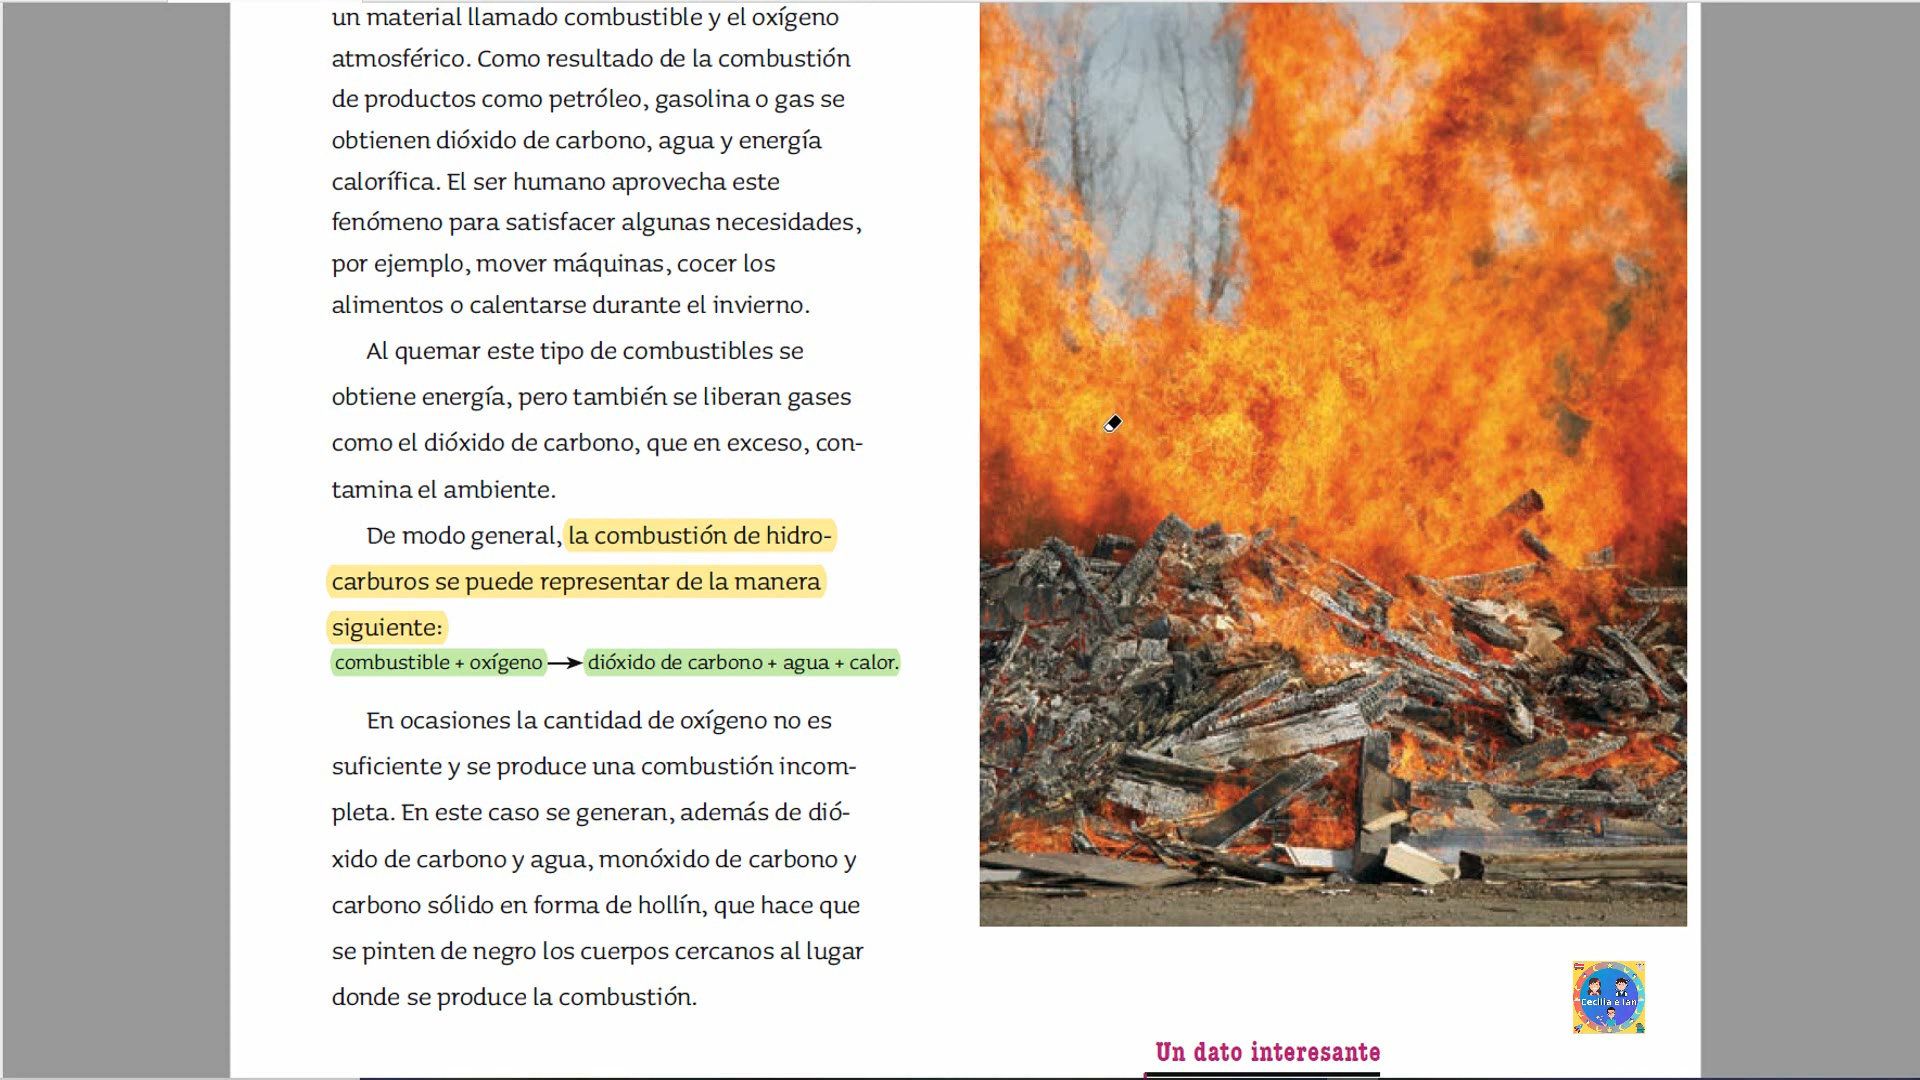 un material llamado combustible y el oxígeno
atmosférico. Como resultado de la combustión
de productos como petróleo, gasolina o gas se
obtienen dióxido de carbono, agua y energía
calorífica. El ser humano aprovecha este
fenómeno para satisfacer algunas necesidades,
por ejemplo, mover máquinas, cocer los
alimentos o calentarse durante el invierno.
Al quemar este tipo de combustibles se
obtiene energía, pero también se liberan gases
como el dióxido de carbono, que en exceso, con-
tamina el ambiente.
De modo general, la combustión de hidro-
carburos se puede representar de la manera
siguiente:
combustible + oxígeno → dióxido de carbono + agua + calor.
En ocasiones la cantidad de oxígeno no es
suficiente y se produce una combustión incom-
pleta. En este caso se generan, además de dió-
xido de carbono y agua, monóxido de carbono y
carbono sólido en forma de hollín, que hace que
se pinten de negro los cuerpos cercanos al lugar
donde se produce la combustión.
Cecilia e Ian
Un dato interesante